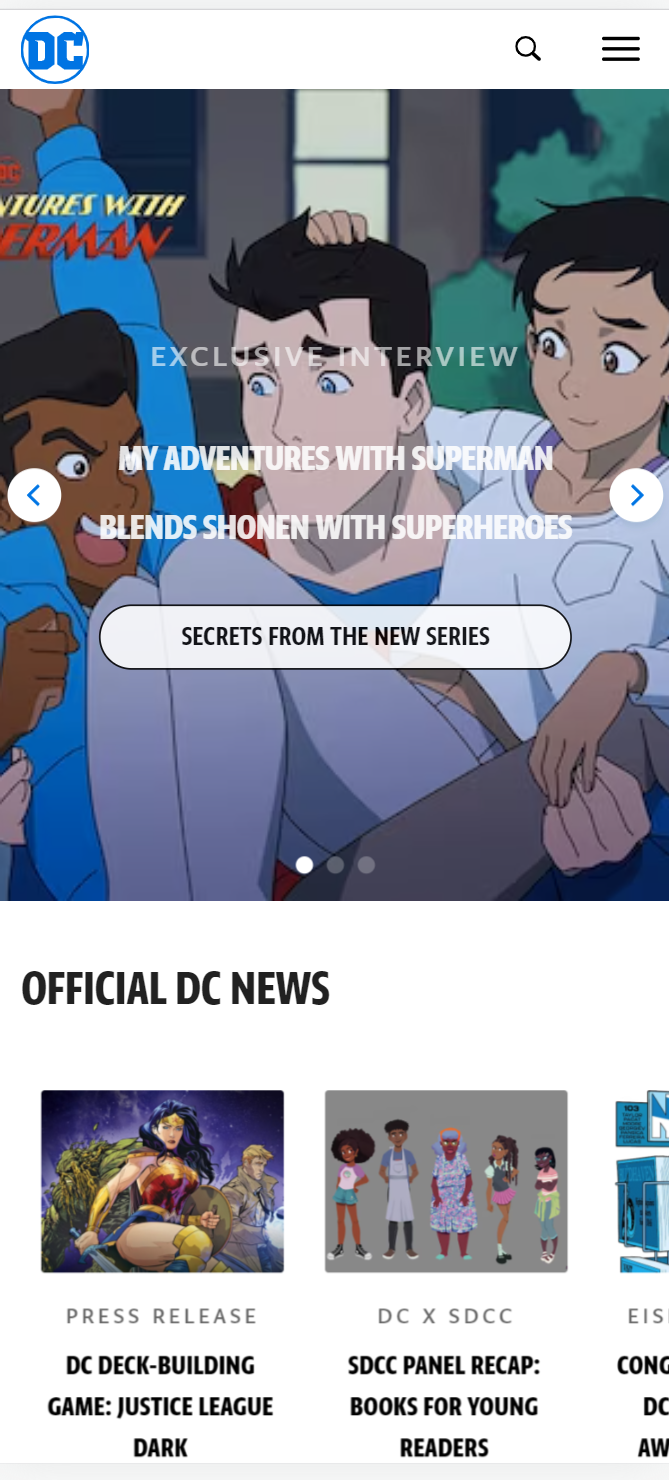 DC
DC
NTURES WITH
ERMAN
EXCLUSIVE INTERVIEW
MY ADVENTURES WITH SUPERMAN
BLENDS SHONEN WITH SUPERHEROES
SECRETS FROM THE NEW SERIES
OFFICIAL DC NEWS
103
PRESS RELEASE
DC DECK-BUILDING
GAME: JUSTICE LEAGUE
DARK
DC X SDCC
SDCC PANEL RECAP:
BOOKS FOR YOUNG
READERS
EIS
CONG
DC
AW